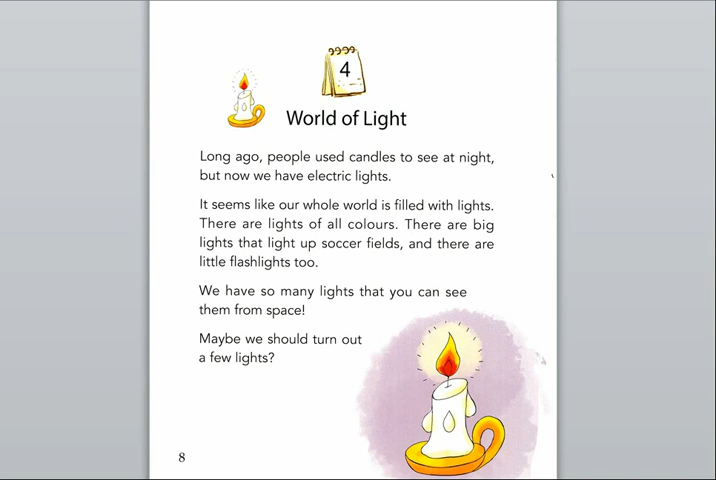 4
World of Light
Long ago, people used candles to see at night,
but now we have electric lights.
It seems like our whole world is filled with lights.
There are lights of all colours. There are big
lights that light up soccer fields, and there are
little flashlights too.
We have so many lights that you can see
them from space!
Maybe we should turn out
a few lights?
8